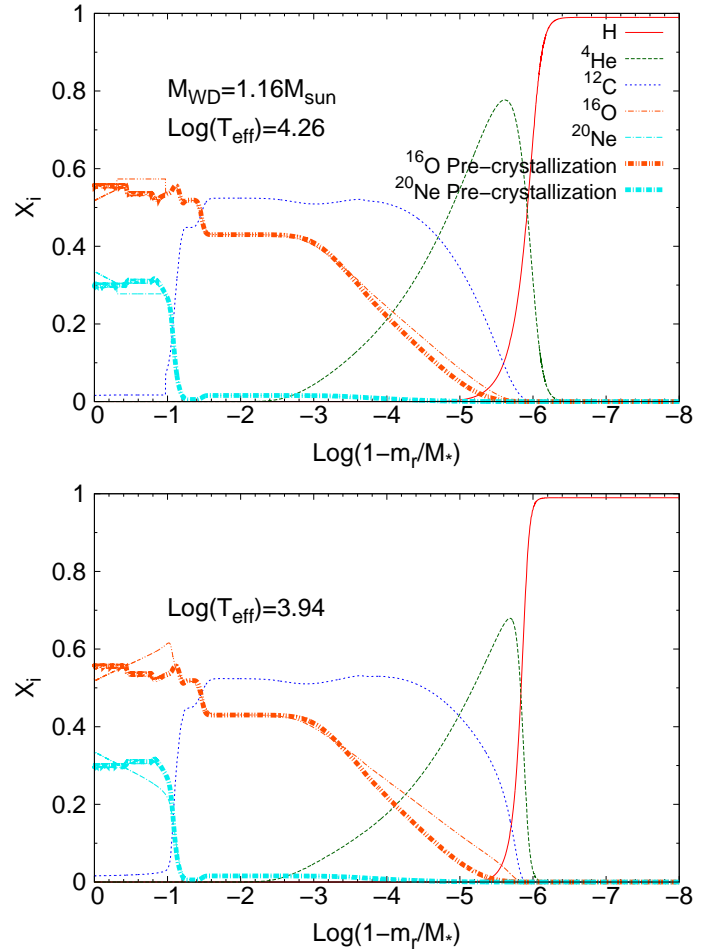 1
0.8
0.6
0.4
0.2
0
X_i
M_WD=1.16M_sun
Log(T_eff)=4.26
H
^4He
^12C
^16O
^20Ne
^16O Pre−crystallization
^20Ne Pre−crystallization
0 −1 −2 −3 −4 −5 −6 −7 −8
Log(1−m_r/M_*)
1
0.8
0.6
0.4
0.2
0
X_i
Log(T_eff)=3.94
0 −1 −2 −3 −4 −5 −6 −7 −8
Log(1−m_r/M_*)